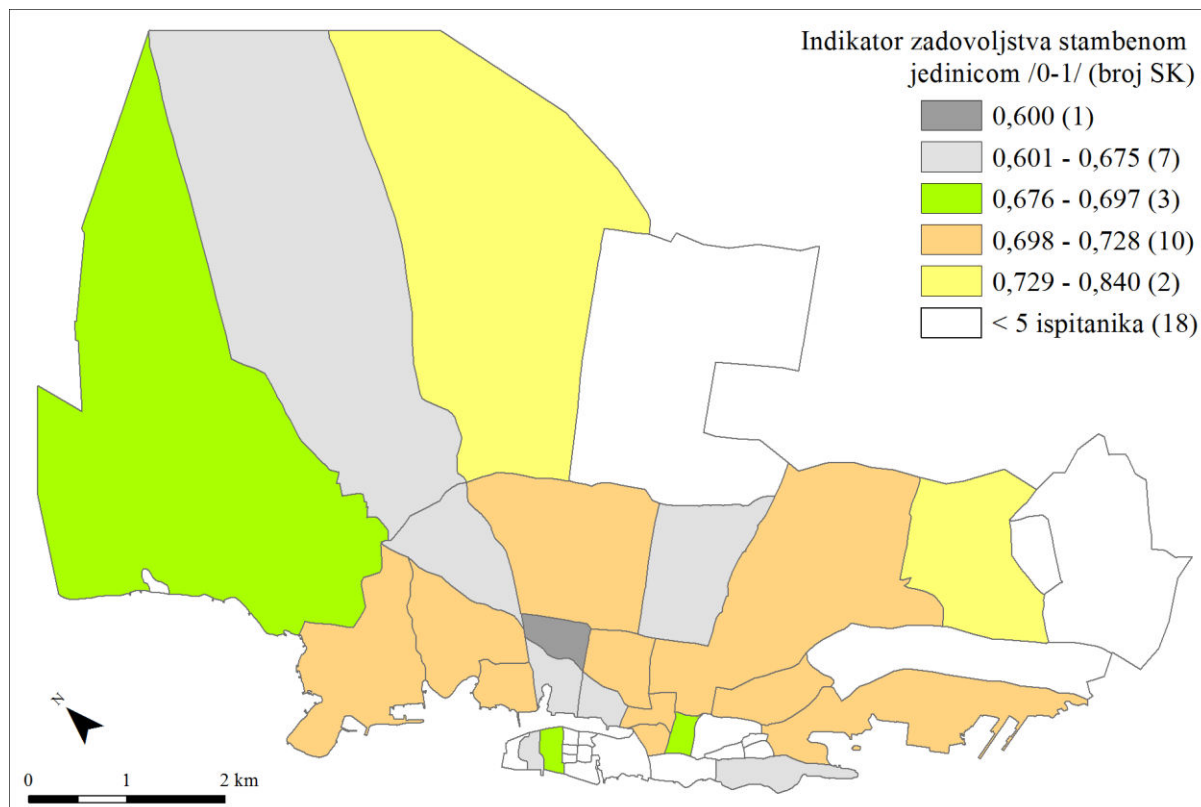 Indikator zadovoljstva stambenom
jedinicom /0-1/ (broj SK)
0,600 (1)
0,601 - 0,675 (7)
0,676 - 0,697 (3)
0,698 - 0,728 (10)
0,729 - 0,840 (2)
< 5 ispitanika (18)
N
0 1 2 km